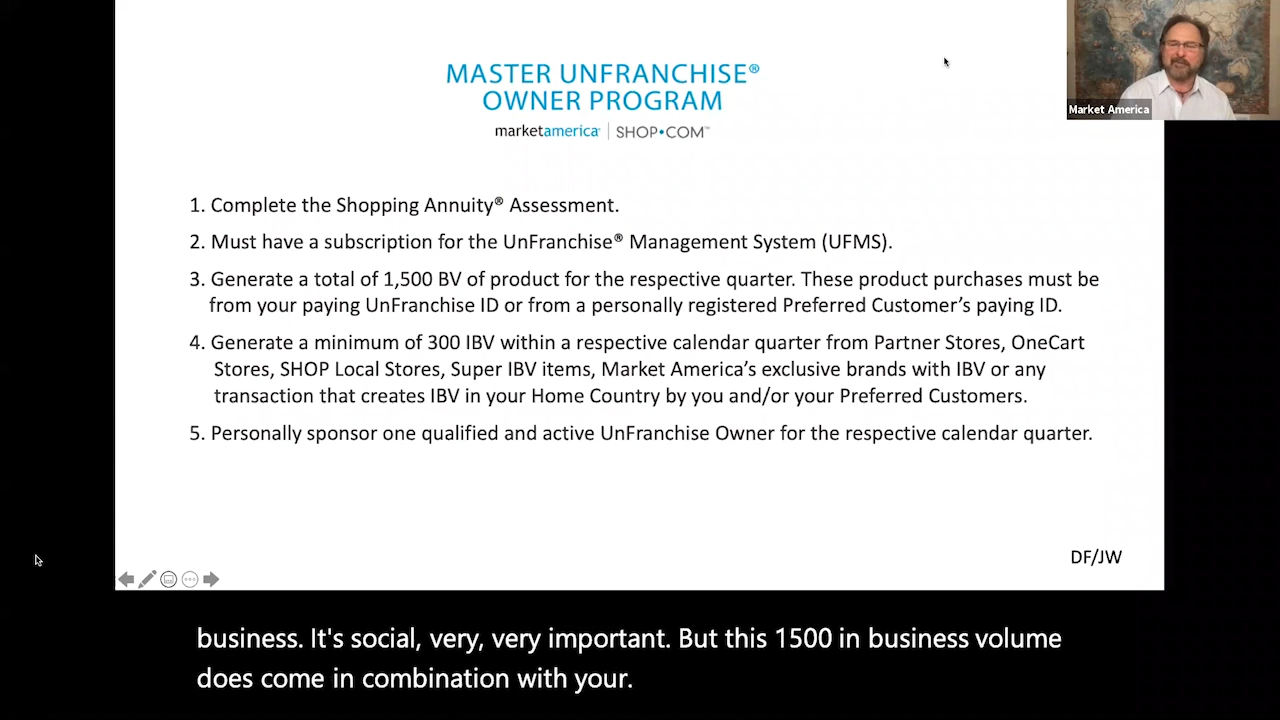 MASTER UNFRANCHISE®
OWNER PROGRAM
marketamerica® | SHOP•COM™
Market America
1. Complete the Shopping Annuity® Assessment.
2. Must have a subscription for the UnFranchise® Management System (UFMS).
3. Generate a total of 1,500 BV of product for the respective quarter. These product purchases must be
from your paying UnFranchise ID or from a personally registered Preferred Customer's paying ID.
4. Generate a minimum of 300 IBV within a respective calendar quarter from Partner Stores, OneCart
Stores, SHOP Local Stores, Super IBV items, Market America's exclusive brands with IBV or any
transaction that creates IBV in your Home Country by you and/or your Preferred Customers.
5. Personally sponsor one qualified and active UnFranchise Owner for the respective calendar quarter.
DF/JW
business. It's social, very, very important. But this 1500 in business volume
does come in combination with your.